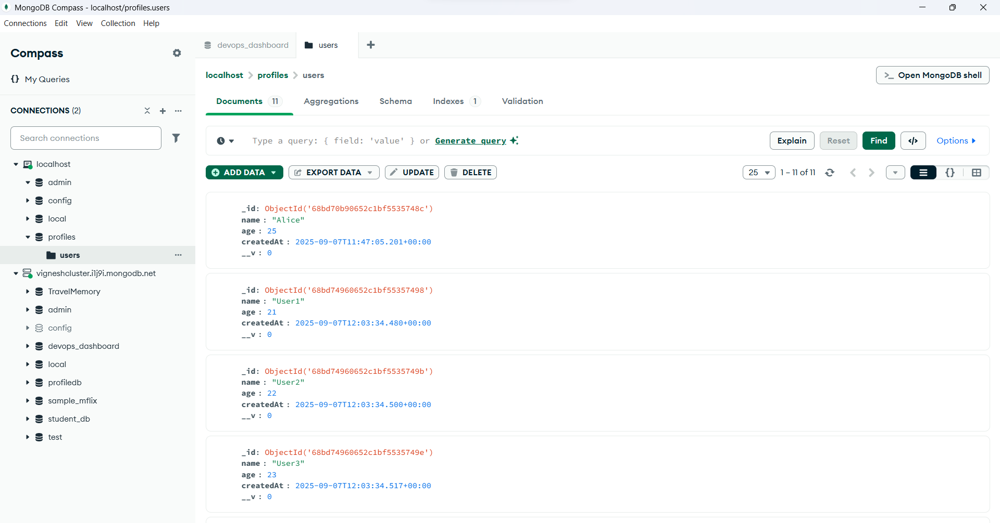 MongoDB Compass - localhost/profiles.users
Connections Edit View Collection Help
Compass
My Queries
CONNECTIONS (2)
Search connections
localhost
admin
config
local
profiles
users
vigneshcluster.i1j9i.mongodb.net
TravelMemory
admin
config
devops_dashboard
local
profiledb
sample_mflix
student_db
test
devops_dashboard users
localhost > profiles > users
>_ Open MongoDB shell
Documents 11 Aggregations Schema Indexes 1 Validation
Type a query: { field: 'value' } or Generate query
Explain Reset Find </> Options
ADD DATA EXPORT DATA UPDATE DELETE
25 1 – 11 of 11 {}
_id: ObjectId('68bd70b90652c1bf5535748c')
name : "Alice"
age : 25
createdAt : 2025-09-07T11:47:05.201+00:00
__v : 0
_id: ObjectId('68bd74960652c1bf55357498')
name : "User1"
age : 21
createdAt : 2025-09-07T12:03:34.480+00:00
__v : 0
_id: ObjectId('68bd74960652c1bf5535749b')
name : "User2"
age : 22
createdAt : 2025-09-07T12:03:34.500+00:00
__v : 0
_id: ObjectId('68bd74960652c1bf5535749e')
name : "User3"
age : 23
createdAt : 2025-09-07T12:03:34.517+00:00
__v : 0